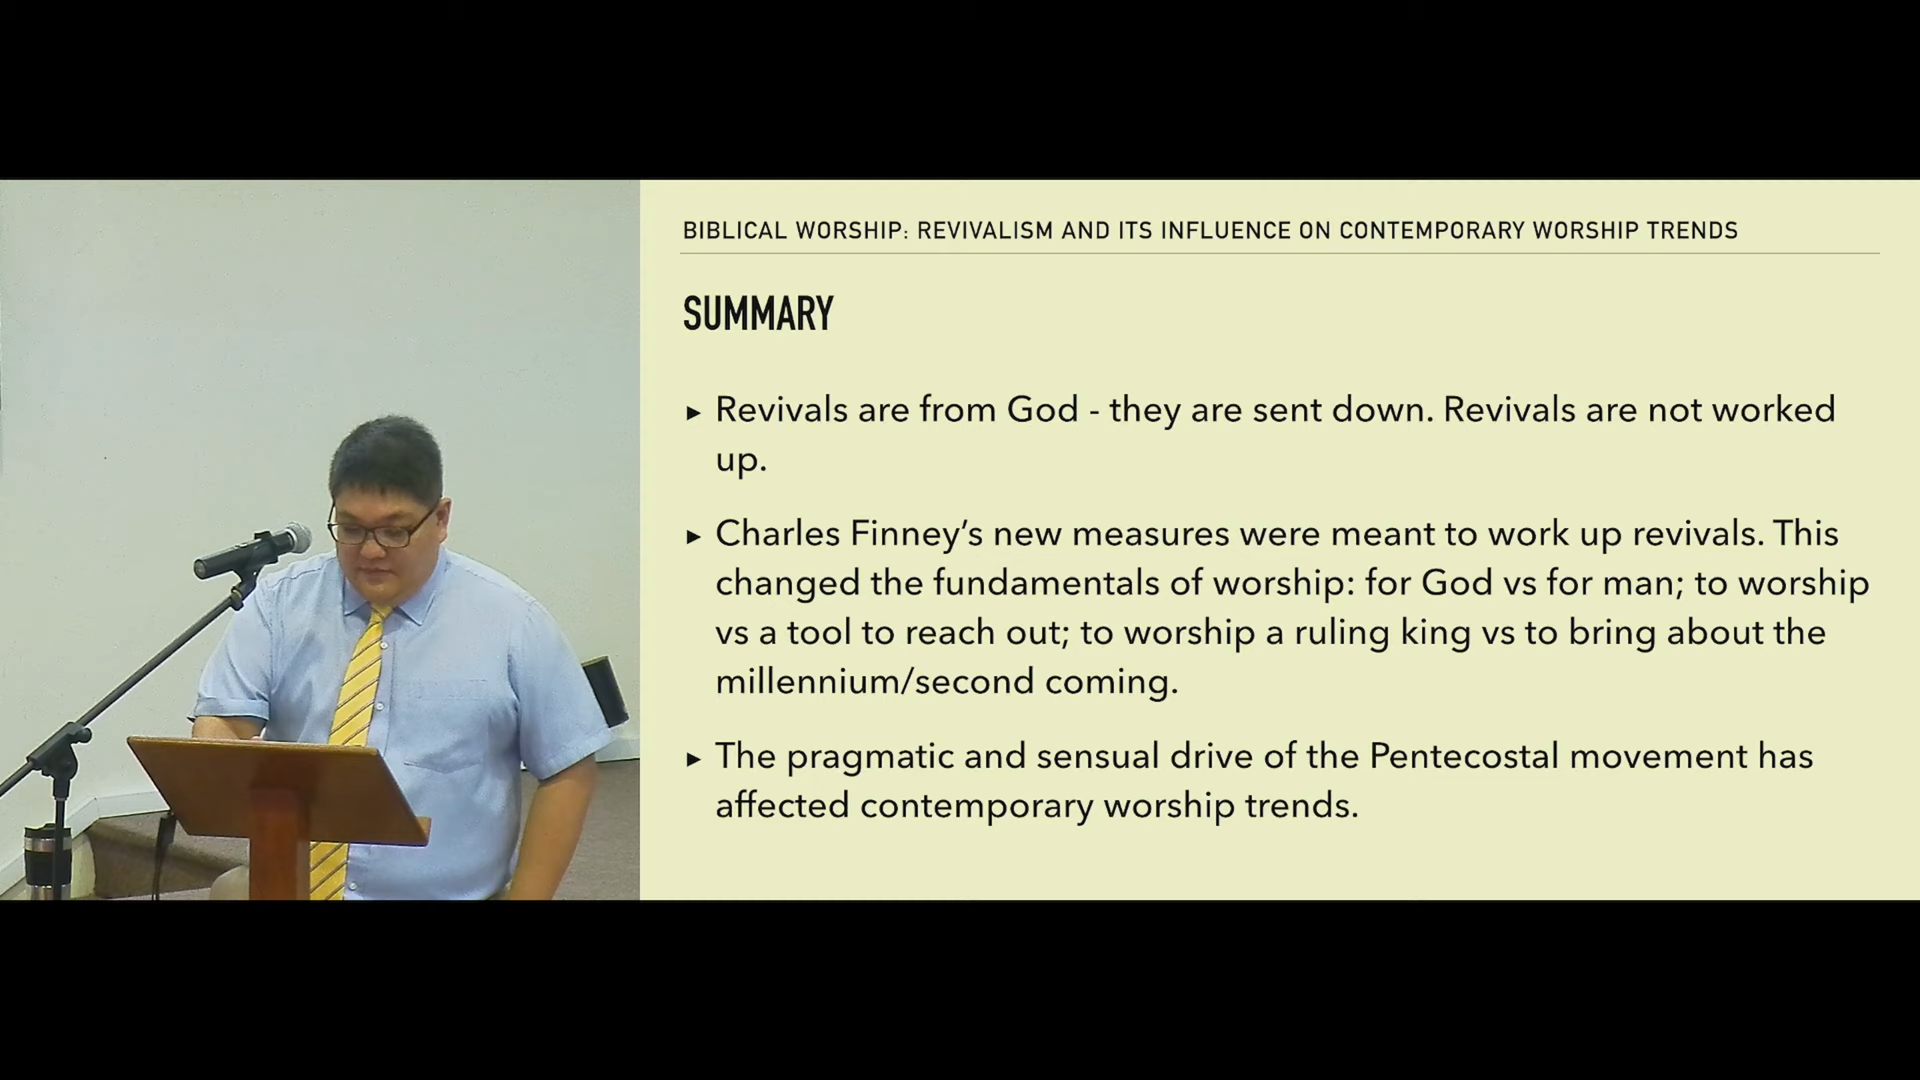 BIBLICAL WORSHIP: REVIVALISM AND ITS INFLUENCE ON CONTEMPORARY WORSHIP TRENDS
SUMMARY
▸ Revivals are from God - they are sent down. Revivals are not worked
up.
▸ Charles Finney’s new measures were meant to work up revivals. This
changed the fundamentals of worship: for God vs for man; to worship
vs a tool to reach out; to worship a ruling king vs to bring about the
millennium/second coming.
▸ The pragmatic and sensual drive of the Pentecostal movement has
affected contemporary worship trends.